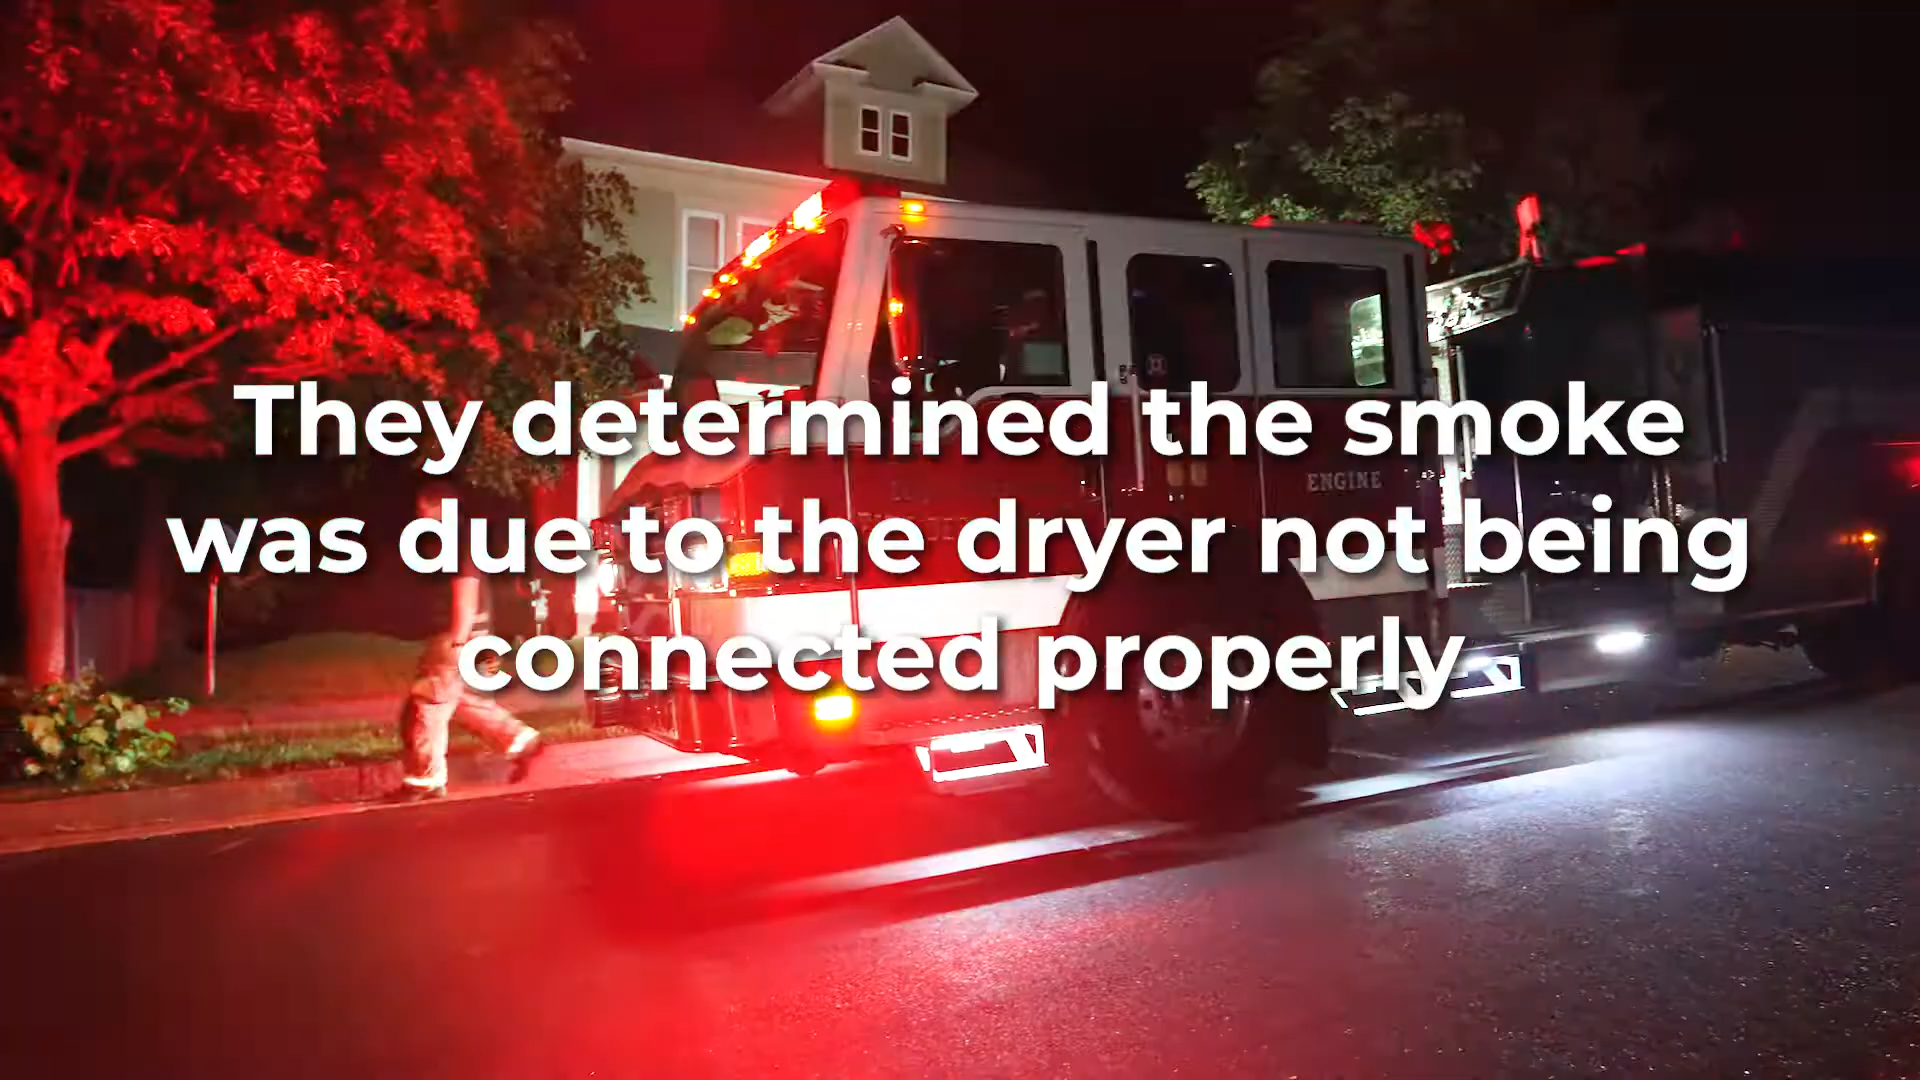 They determined the smoke
was due to the dryer not being
connected properly
ENGINE